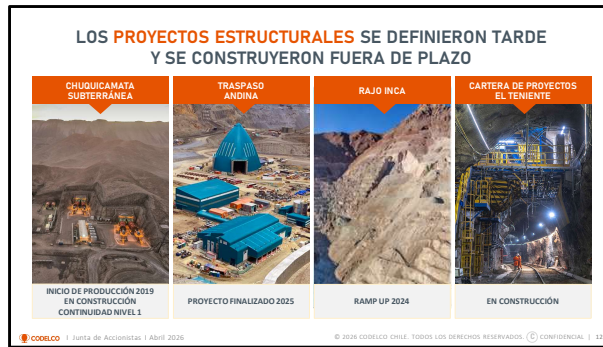 LOS PROYECTOS ESTRUCTURALES SE DEFINIERON TARDE
Y SE CONSTRUYERON FUERA DE PLAZO
CHUQUICAMATA
SUBTERRÁNEA
TRASPASO
ANDINA
RAJO INCA
CARTERA DE PROYECTOS
EL TENIENTE
INICIO DE PRODUCCIÓN 2019
EN CONSTRUCCIÓN
CONTINUIDAD NIVEL 1
PROYECTO FINALIZADO 2025
RAMP UP 2024
EN CONSTRUCCIÓN
CODELCO | Junta de Accionistas | Abril 2026
© 2026 CODELCO CHILE. TODOS LOS DERECHOS RESERVADOS. C CONFIDENCIAL | 12